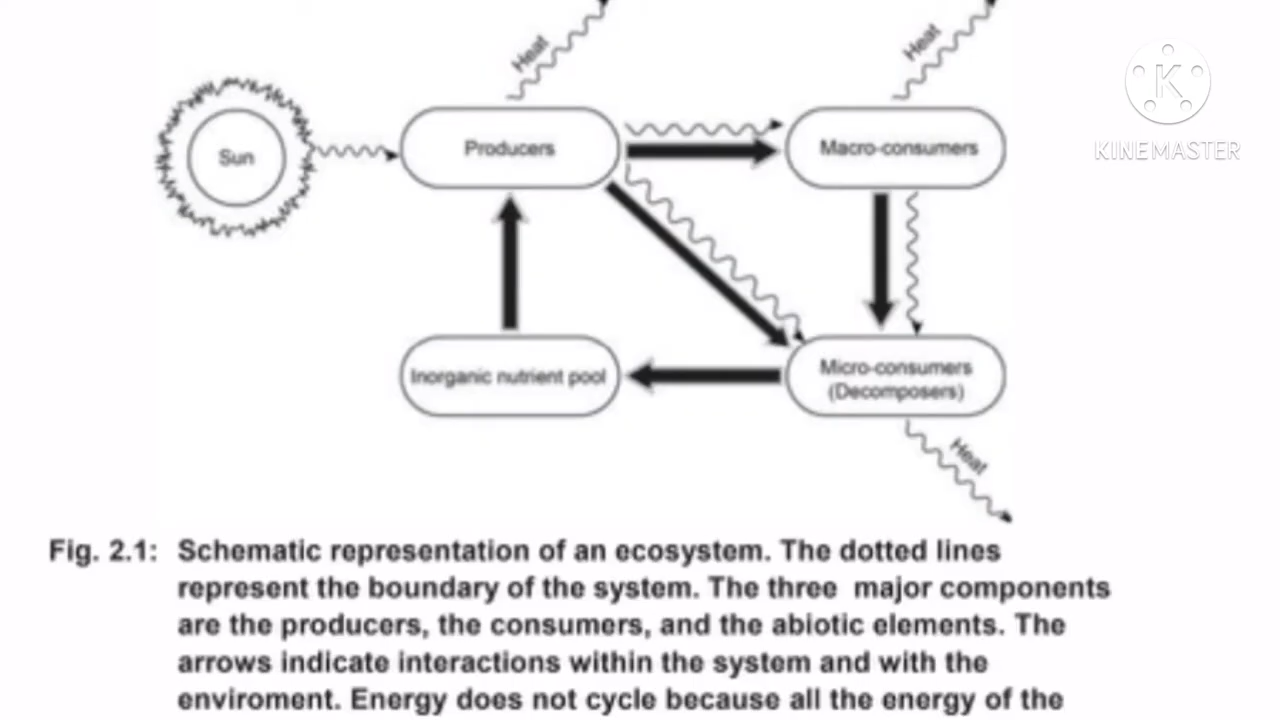 Heat
Heat
K
KINEMASTER
Sun
Producers
Macro-consumers
Inorganic nutrient pool
Micro-consumers
(Decomposers)
Heat
Fig. 2.1: Schematic representation of an ecosystem. The dotted lines
represent the boundary of the system. The three major components
are the producers, the consumers, and the abiotic elements. The
arrows indicate interactions within the system and with the
enviroment. Energy does not cycle because all the energy of the